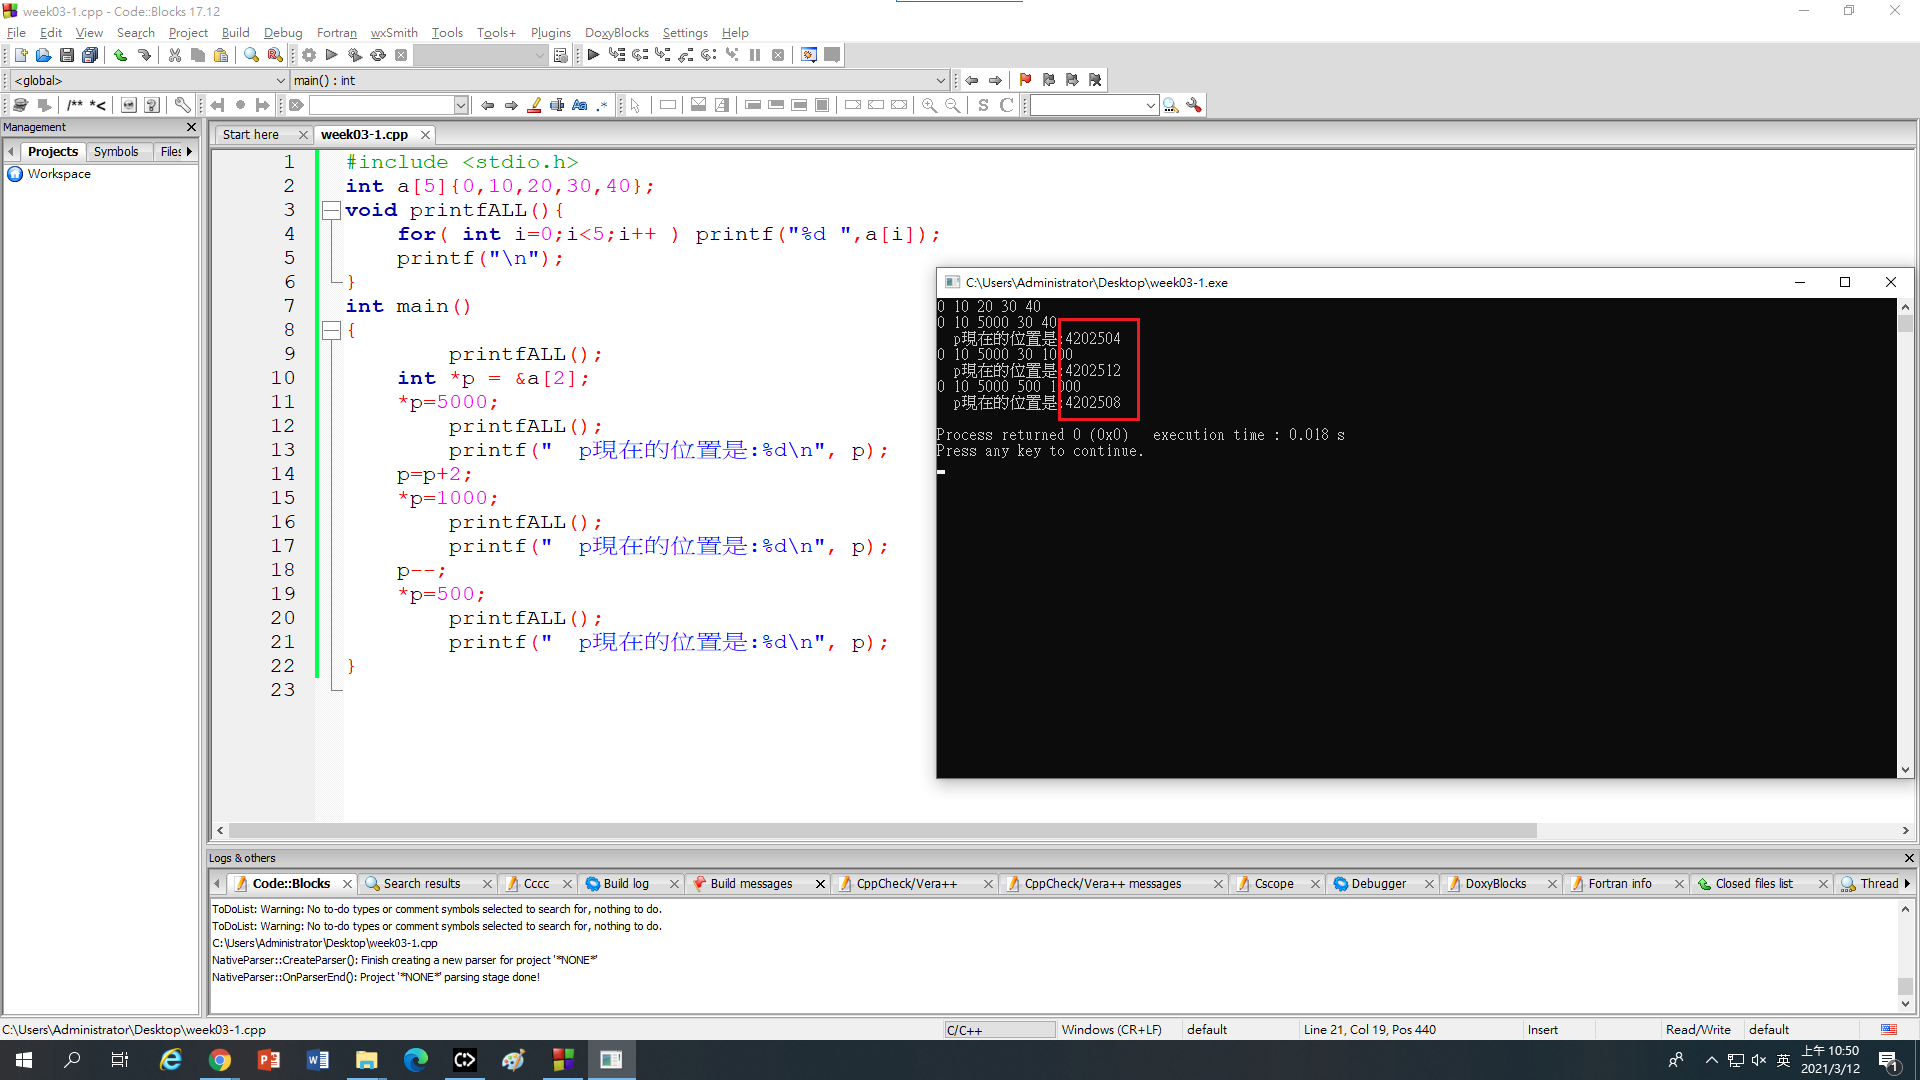 week03-1.cpp - Code::Blocks 17.12
File Edit View Search Project Build Debug Fortran wxSmith Tools Tools+ Plugins DoxyBlocks Settings Help
<global> main() : int
/** *< Aa .* S C
Management
Projects Symbols Files
Workspace
Start here week03-1.cpp
1 #include <stdio.h>
2 int a[5]{0,10,20,30,40};
3 void printfALL(){
4 for( int i=0;i<5;i++ ) printf("%d ",a[i]);
5 printf("\n");
6 }
7 int main()
8 {
9 printfALL();
10 int *p = &a[2];
11 *p=5000;
12 printfALL();
13 printf("  p現在的位置是:%d\n", p);
14 p=p+2;
15 *p=1000;
16 printfALL();
17 printf("  p現在的位置是:%d\n", p);
18 p--;
19 *p=500;
20 printfALL();
21 printf("  p現在的位置是:%d\n", p);
22 }
23
C:\Users\Administrator\Desktop\week03-1.exe
0 10 20 30 40
0 10 5000 30 40
p現在的位置是:4202504
0 10 5000 30 1000
p現在的位置是:4202512
0 10 5000 500 1000
p現在的位置是:4202508
Process returned 0 (0x0)   execution time : 0.018 s
Press any key to continue.
Logs & others
Code::Blocks Search results Cccc Build log Build messages CppCheck/Vera++ CppCheck/Vera++ messages Cscope Debugger DoxyBlocks Fortran info Closed files list Thread
ToDoList: Warning: No to-do types or comment symbols selected to search for, nothing to do.
ToDoList: Warning: No to-do types or comment symbols selected to search for, nothing to do.
C:\Users\Administrator\Desktop\week03-1.cpp
NativeParser::CreateParser(): Finish creating a new parser for project '*NONE*'
NativeParser::OnParserEnd(): Project '*NONE*' parsing stage done!
C:\Users\Administrator\Desktop\week03-1.cpp C/C++ Windows (CR+LF) default Line 21, Col 19, Pos 440 Insert Read/Write default
英 上午 10:50
2021/3/12
1